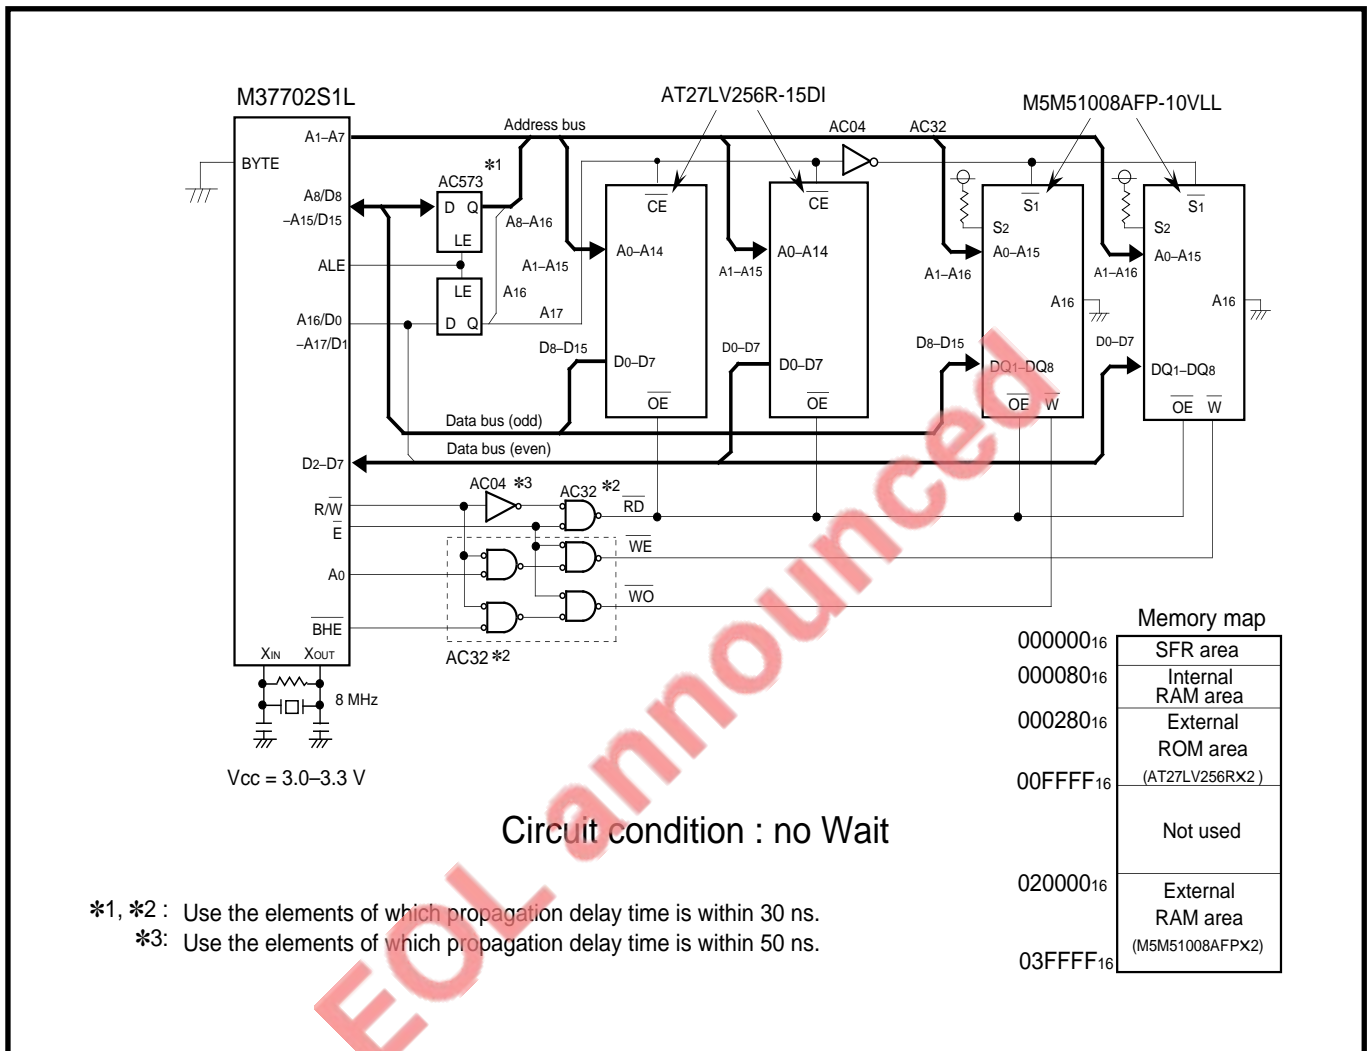 M37702S1L
AT27LV256R-15DI
M5M51008AFP-10VLL
Address bus
AC04
AC32
A1–A7
BYTE
✻1
AC573
A8/D8
–A15/D15
D Q
LE
A8–A16
ALE
LE
D Q
A16
A17
A16/D0
–A17/D1
CE
A1–A15
A0–A14
D8–D15
D0–D7
OE
CE
A1–A15
A0–A14
D0–D7
D0–D7
OE
S1
S2
A0–A15
A1–A16
A16
D8–D15
DQ1–DQ8
OE W
S1
S2
A0–A15
A1–A16
A16
D0–D7
DQ1–DQ8
OE W
Data bus (odd)
Data bus (even)
D2–D7
R/W
E
A0
BHE
AC04 ✻3
AC32 ✻2
RD
WE
WO
AC32 ✻2
XIN XOUT
8 MHz
Vcc = 3.0–3.3 V
Circuit condition : no Wait
Memory map
00000016
SFR area
00008016
Internal
RAM area
00028016
External
ROM area
(AT27LV256R✕2 )
00FFFF16
Not used
02000016
External
RAM area
(M5M51008AFP✕2)
03FFFF16
✻1, ✻2 : Use the elements of which propagation delay time is within 30 ns.
✻3: Use the elements of which propagation delay time is within 50 ns.
EOL announced